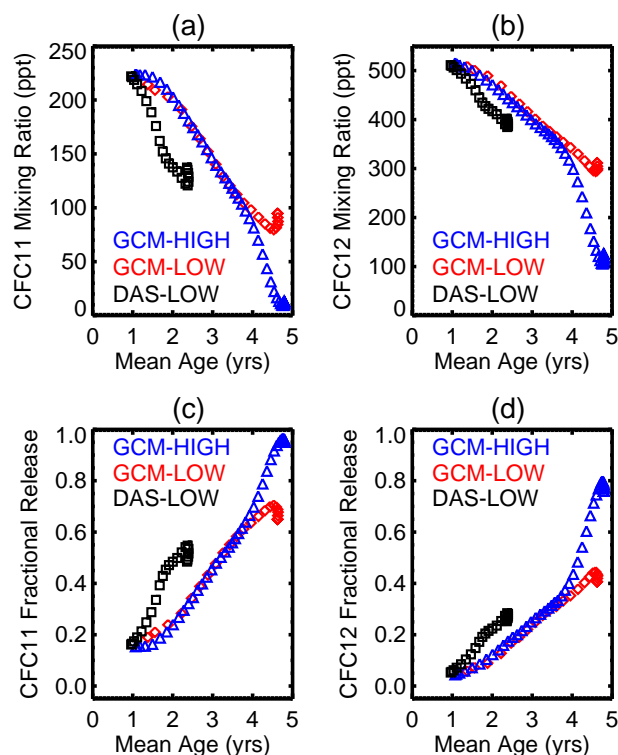 (a)
250
200
150
100
50
0
CFC11 Mixing Ratio (ppt)
GCM-HIGH
GCM-LOW
DAS-LOW
0 1 2 3 4 5
Mean Age (yrs)
(b)
500
400
300
200
100
CFC12 Mixing Ratio (ppt)
GCM-HIGH
GCM-LOW
DAS-LOW
0 1 2 3 4 5
Mean Age (yrs)
(c)
1.0
0.8
0.6
0.4
0.2
0.0
CFC11 Fractional Release
GCM-HIGH
GCM-LOW
DAS-LOW
0 1 2 3 4 5
Mean Age (yrs)
(d)
1.0
0.8
0.6
0.4
0.2
0.0
CFC12 Fractional Release
GCM-HIGH
GCM-LOW
DAS-LOW
0 1 2 3 4 5
Mean Age (yrs)